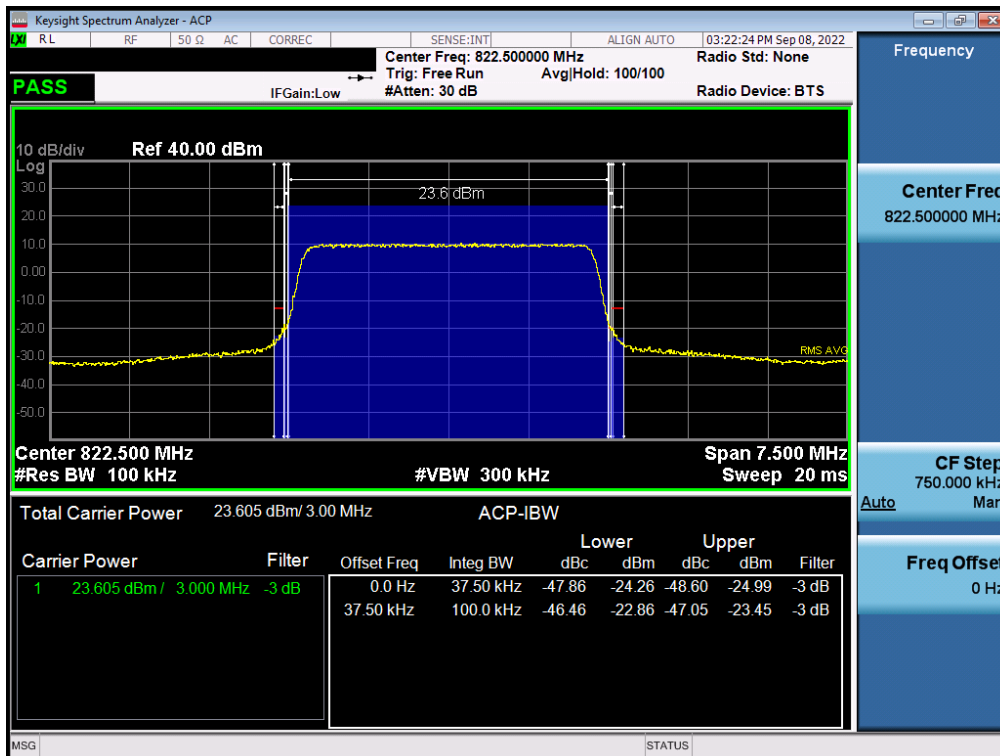 Keysight Spectrum Analyzer - ACP
LXI RL RF 50 Ω AC CORREC SENSE:INT ALIGN AUTO 03:22:24 PM Sep 08, 2022
Center Freq: 822.500000 MHz Radio Std: None
Trig: Free Run Avg|Hold: 100/100
PASS IFGain:Low #Atten: 30 dB Radio Device: BTS
10 dB/div Ref 40.00 dBm
Log
30.0
23.6 dBm
20.0
10.0
0.00
-10.0
-20.0
-30.0
RMS AVG
-40.0
-50.0
Center 822.500 MHz Span 7.500 MHz
#Res BW 100 kHz #VBW 300 kHz Sweep 20 ms
Total Carrier Power 23.605 dBm/ 3.00 MHz ACP-IBW
Lower Upper
Carrier Power Filter Offset Freq Integ BW dBc dBm dBc dBm Filter
1 23.605 dBm / 3.000 MHz -3 dB 0.0 Hz 37.50 kHz -47.86 -24.26 -48.60 -24.99 -3 dB
37.50 kHz 100.0 kHz -46.46 -22.86 -47.05 -23.45 -3 dB
MSG STATUS
Frequency
Center Freq
822.500000 MHz
CF Step
750.000 kHz
Auto Man
Freq Offset
0 Hz